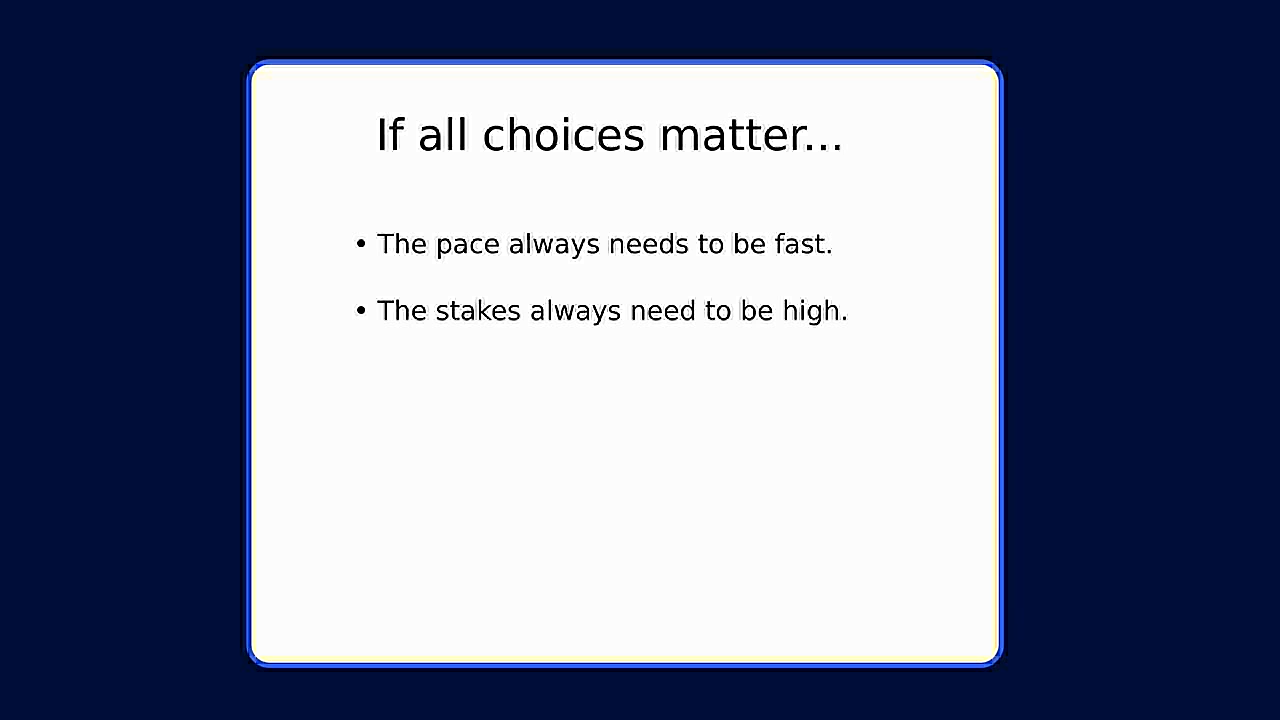 If all choices matter...
• The pace always needs to be fast.
• The stakes always need to be high.